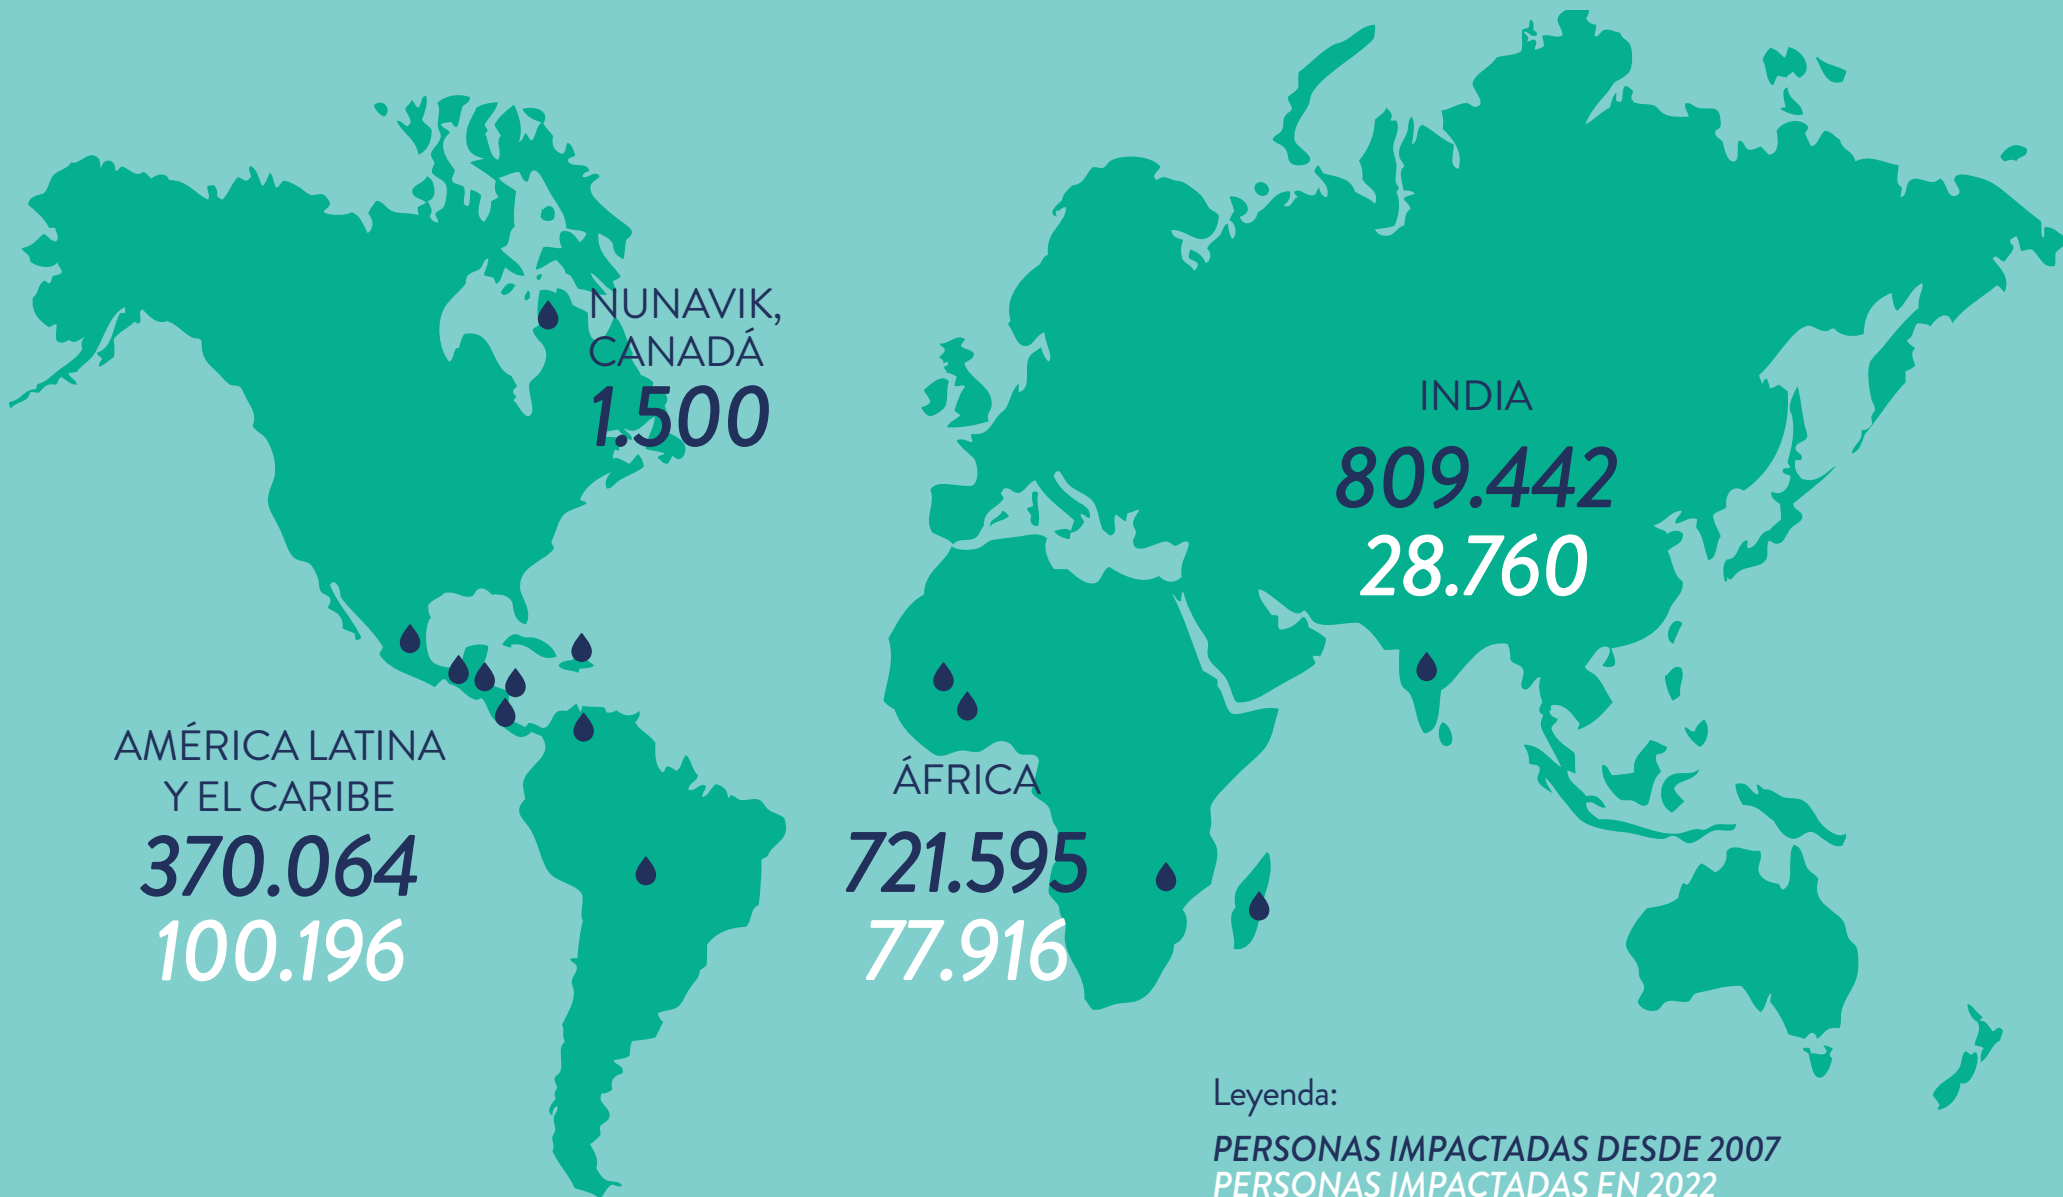 NUNAVIK,
CANADÁ
1.500
INDIA
809.442
28.760
AMÉRICA LATINA
Y EL CARIBE
370.064
100.196
ÁFRICA
721.595
77.916
Leyenda:
PERSONAS IMPACTADAS DESDE 2007
PERSONAS IMPACTADAS EN 2022